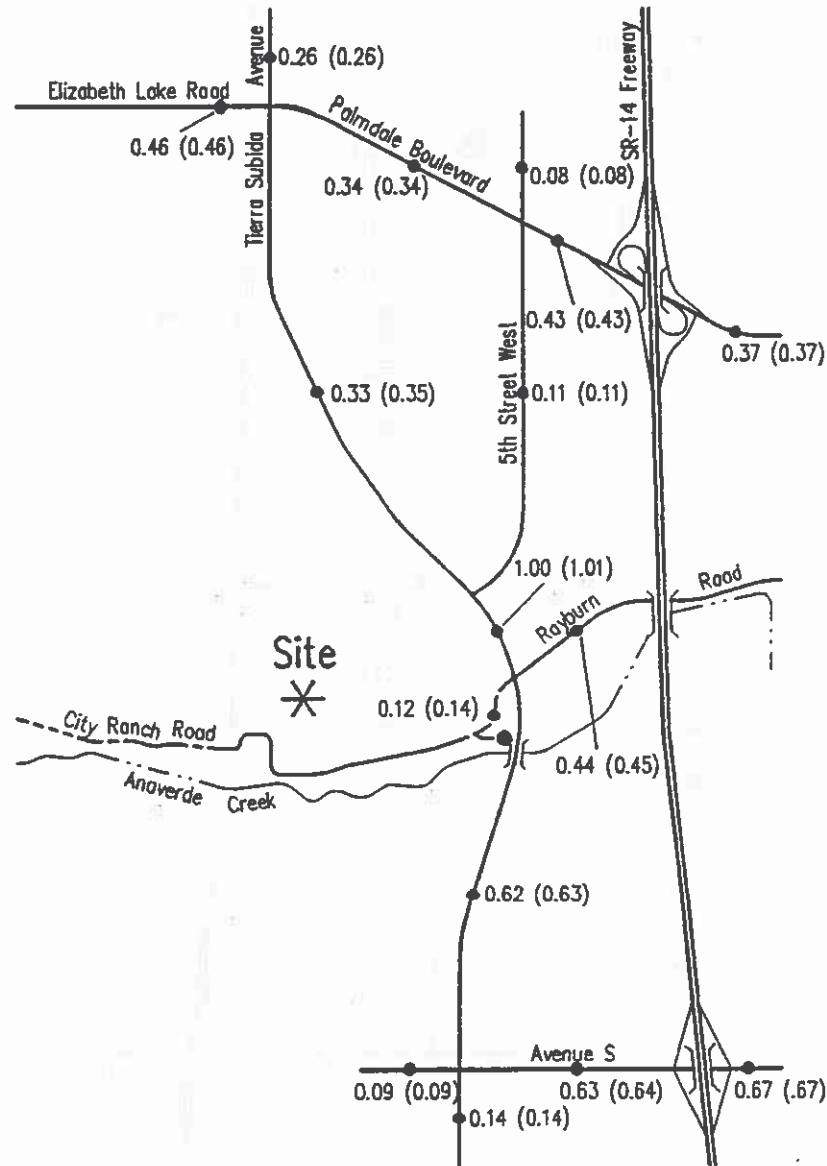 Avenue
0.26 (0.26)
SR-14 Freeway
Elizabeth Lake Road
Palmdale Boulevard
0.46 (0.46)
Tierra Subida
0.34 (0.34)
0.08 (0.08)
0.43 (0.43)
0.37 (0.37)
0.33 (0.35)
5th Street West
0.11 (0.11)
1.00 (1.01)
Rayburn
Road
Site
0.12 (0.14)
City Ranch Road
0.44 (0.45)
Anaverde
Creek
0.62 (0.63)
Avenue S
0.09 (0.09)
0.63 (0.64)
0.67 (.67)
0.14 (0.14)